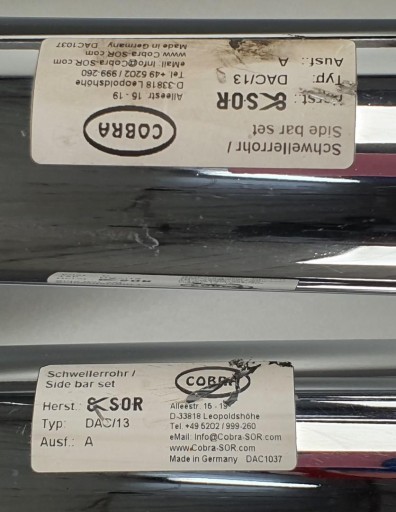 Schwellerrohr /
Side bar set
Herst.: SOR
Typ: DAC/13
Ausf.: A
COBRA
Alleestr. 15 - 19
D-33818 Leopoldshöhe
Tel. +49 5202 / 999-260
eMail: Info@Cobra-SOR.com
www.Cobra-SOR.com
Made in Germany DAC1037
Schwellerrohr /
Side bar set
Herst.: SOR
Typ: DAC/13
Ausf.: A
COBRA
Alleestr. 15 - 19
D-33818 Leopoldshöhe
Tel. +49 5202 / 999-260
eMail: Info@Cobra-SOR.com
www.Cobra-SOR.com
Made in Germany DAC1037